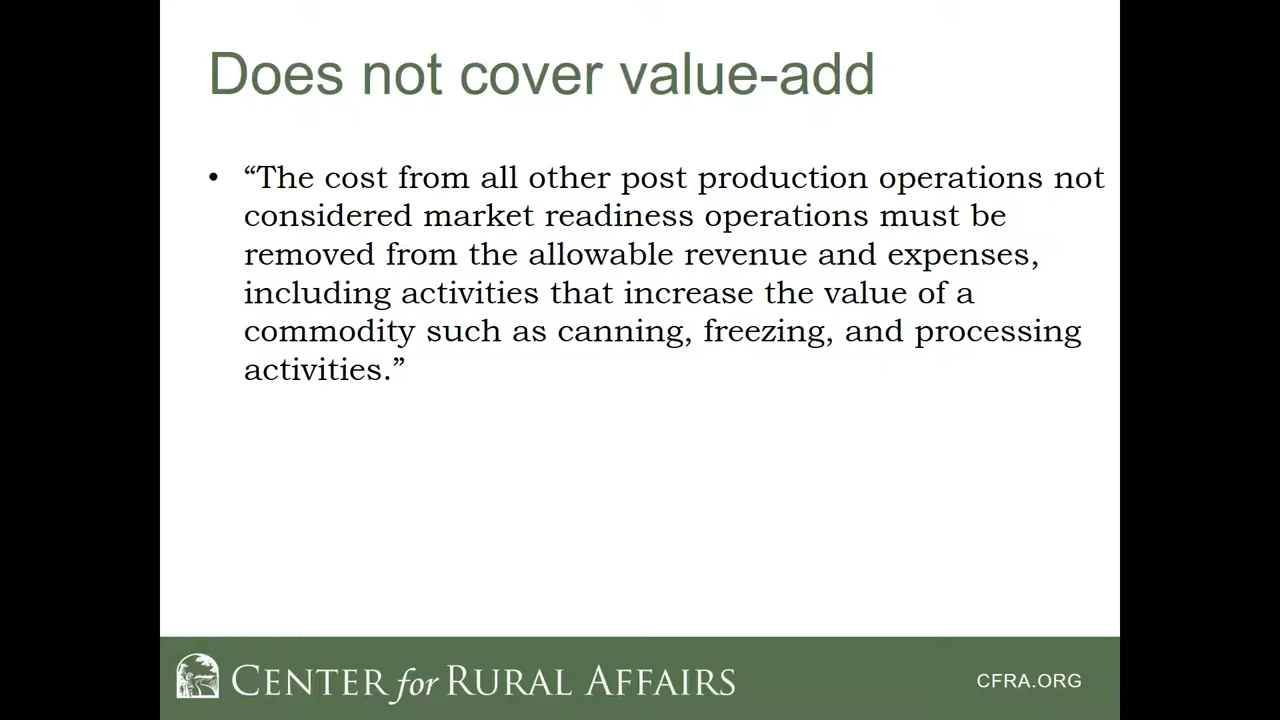 Does not cover value-add
• “The cost from all other post production operations not
considered market readiness operations must be
removed from the allowable revenue and expenses,
including activities that increase the value of a
commodity such as canning, freezing, and processing
activities.”
CENTER for RURAL AFFAIRS
CFRA.ORG